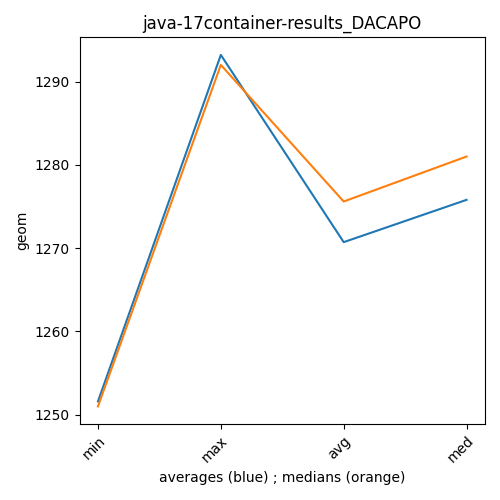 java-17container-results_DACAPO
geom
1290
1280
1270
1260
1250
min
max
avg
med
averages (blue) ; medians (orange)